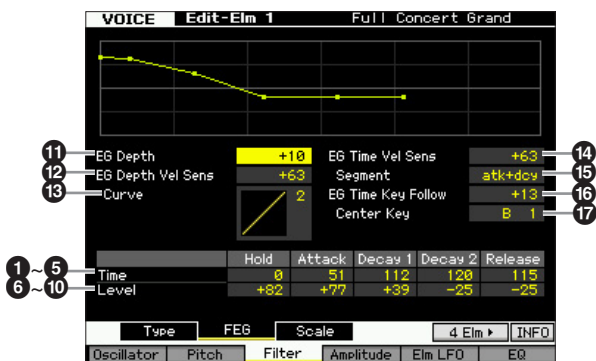 VOICE Edit-Elm 1 Full Concert Grand
11 EG Depth +10 EG Time Vel Sens +63 14
12 EG Depth Vel Sens +63 Segment atk+dcy 15
13 Curve 2 EG Time Key Follow +13 16
Center Key B 1 17
Hold Attack Decay 1 Decay 2 Release
1 ~ 5 Time 0 51 112 120 115
6 ~ 10 Level +82 +77 +39 -25 -25
Type FEG Scale 4 Elm INFO
Oscillator Pitch Filter Amplitude Elm LFO EQ